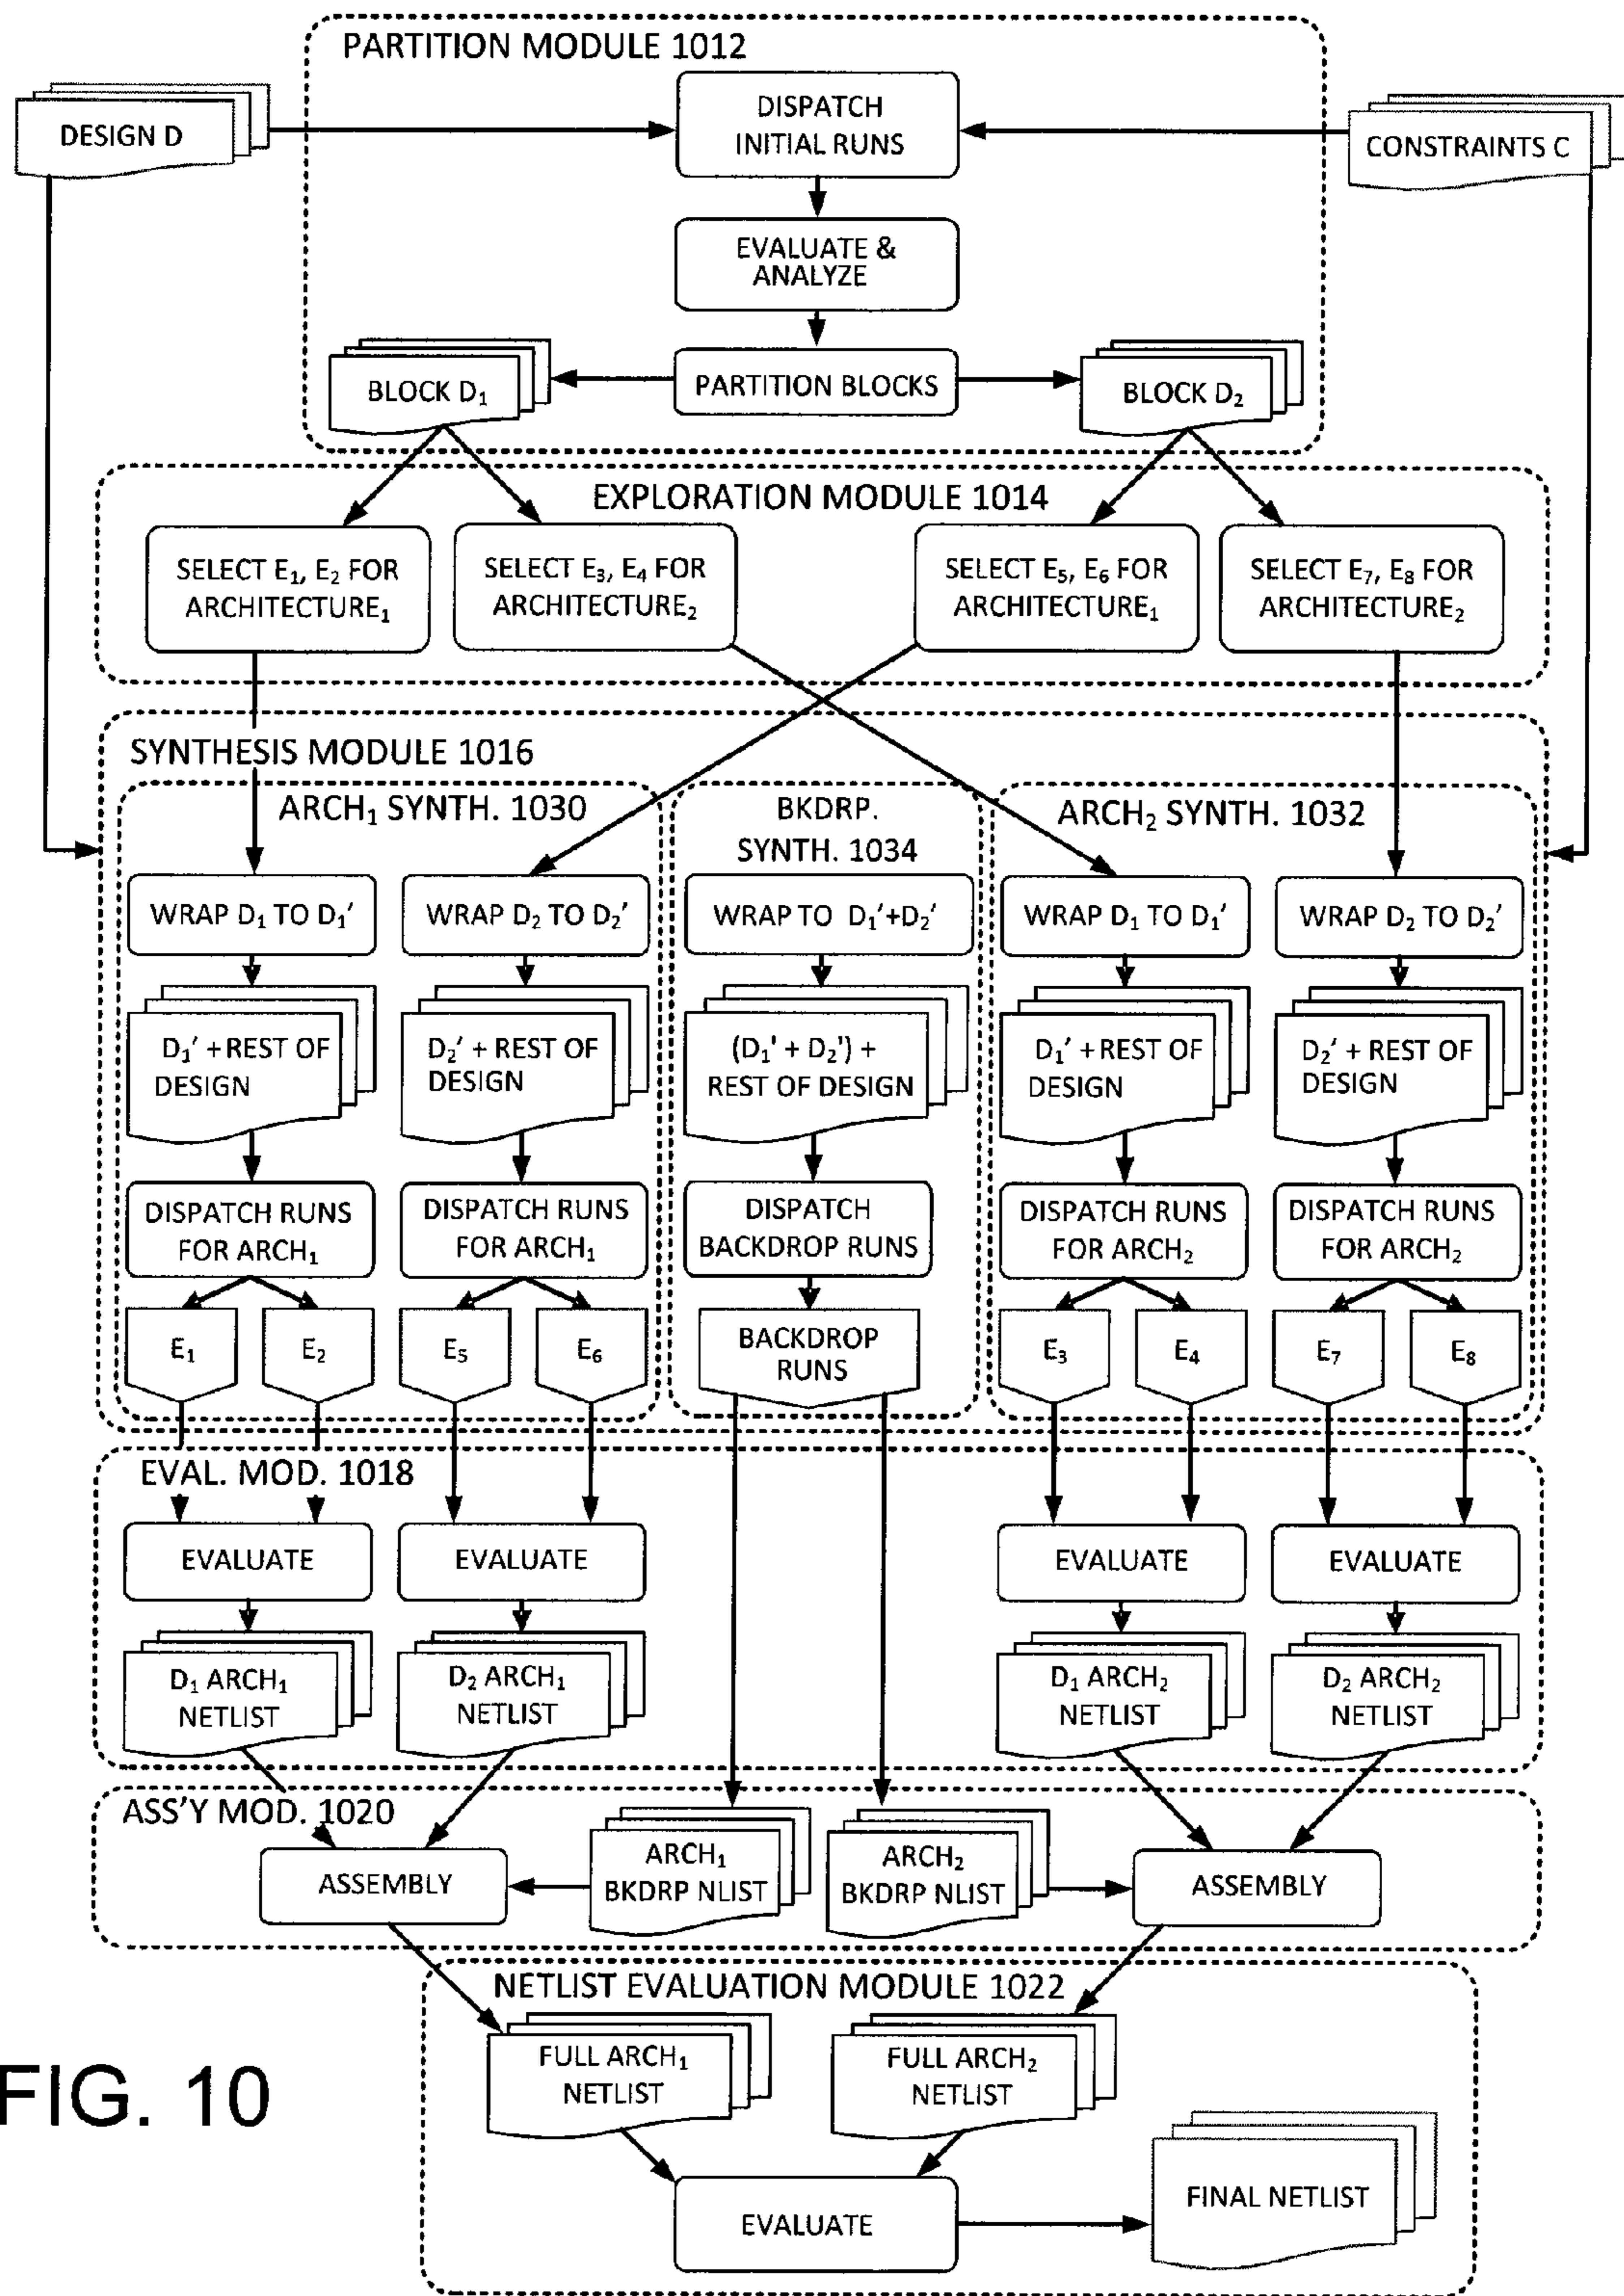 PARTITION MODULE 1012
DESIGN D
DISPATCH
INITIAL RUNS
CONSTRAINTS C
EVALUATE &
ANALYZE
BLOCK D₁
PARTITION BLOCKS
BLOCK D₂
EXPLORATION MODULE 1014
SELECT E₁, E₂ FOR
ARCHITECTURE₁
SELECT E₃, E₄ FOR
ARCHITECTURE₂
SELECT E₅, E₆ FOR
ARCHITECTURE₁
SELECT E₇, E₈ FOR
ARCHITECTURE₂
SYNTHESIS MODULE 1016
ARCH₁ SYNTH. 1030
BKDRP.
SYNTH. 1034
ARCH₂ SYNTH. 1032
WRAP D₁ TO D₁'
WRAP D₂ TO D₂'
WRAP TO D₁'+D₂'
WRAP D₁ TO D₁'
WRAP D₂ TO D₂'
D₁' + REST OF
DESIGN
D₂' + REST OF
DESIGN
(D₁' + D₂') +
REST OF DESIGN
D₁' + REST OF
DESIGN
D₂' + REST OF
DESIGN
DISPATCH RUNS
FOR ARCH₁
DISPATCH RUNS
FOR ARCH₁
DISPATCH
BACKDROP RUNS
DISPATCH RUNS
FOR ARCH₂
DISPATCH RUNS
FOR ARCH₂
E₁
E₂
E₅
E₆
BACKDROP
RUNS
E₃
E₄
E₇
E₈
EVAL. MOD. 1018
EVALUATE
EVALUATE
EVALUATE
EVALUATE
D₁ ARCH₁
NETLIST
D₂ ARCH₁
NETLIST
D₁ ARCH₂
NETLIST
D₂ ARCH₂
NETLIST
ASS'Y MOD. 1020
ASSEMBLY
ARCH₁
BKDRP NLIST
ARCH₂
BKDRP NLIST
ASSEMBLY
NETLIST EVALUATION MODULE 1022
FULL ARCH₁
NETLIST
FULL ARCH₂
NETLIST
EVALUATE
FINAL NETLIST
FIG. 10